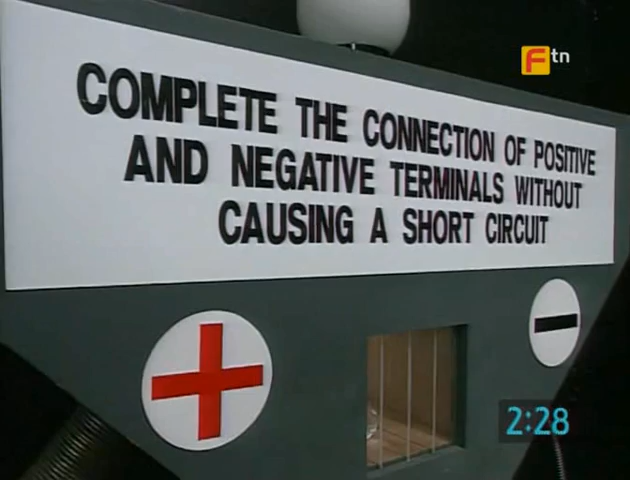 Ftn
COMPLETE THE CONNECTION OF POSITIVE
AND NEGATIVE TERMINALS WITHOUT
CAUSING A SHORT CIRCUIT
2:28